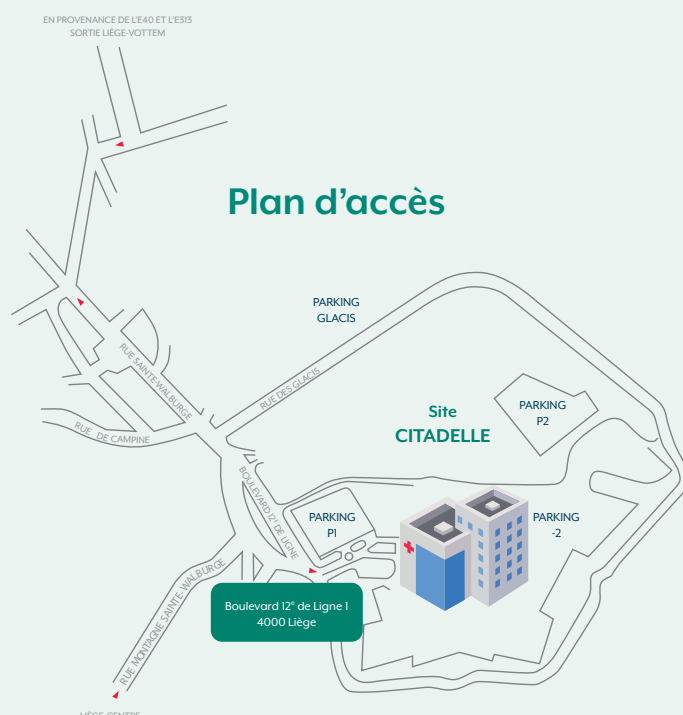 EN PROVENANCE DE L'E40 ET L'E313
SORTIE LIÈGE-VOTTEM
Plan d'accès
PARKING
GLACIS
RUE SAINTE-WALBURGE
RUE DES GLACIS
Site
CITADELLE
PARKING
P2
RUE DE CAMPINE
BOULEVARD 12E DE LIGNE
PARKING
P1
PARKING
-2
RUE MONTAGNE SAINTE-WALBURGE
Boulevard 12e de Ligne 1
4000 Liège
LIÈGE-CENTRE